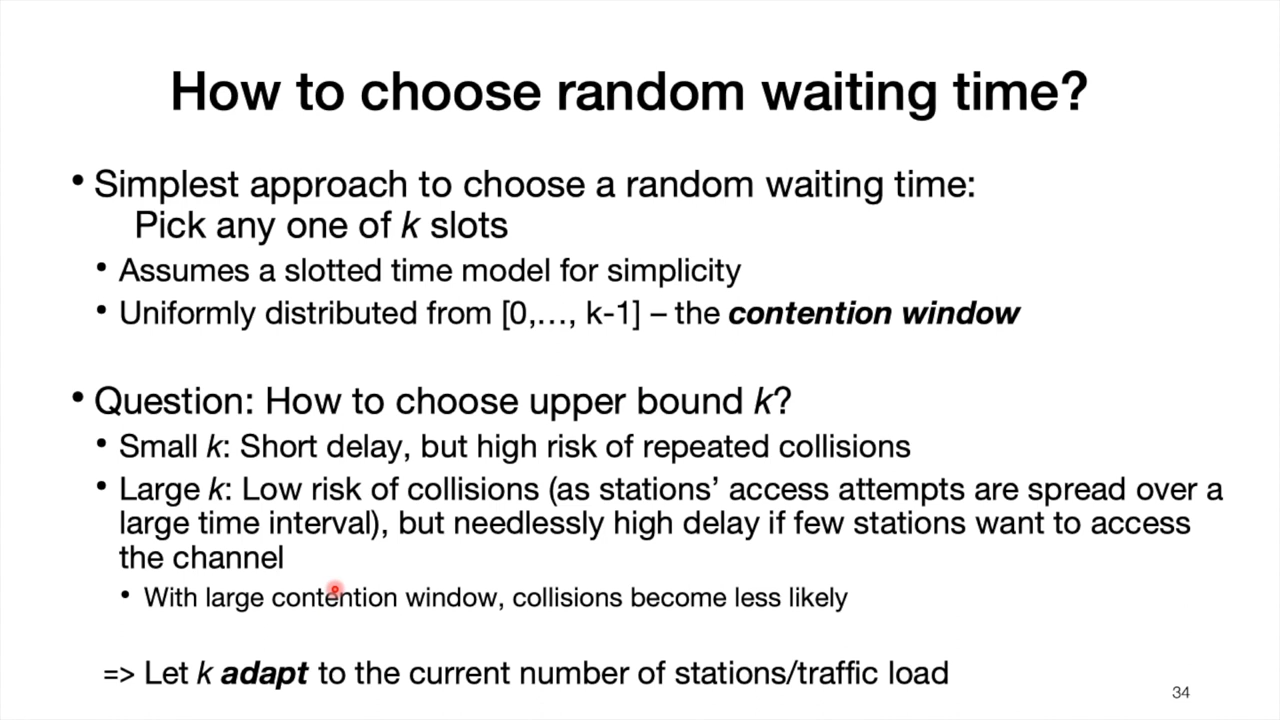 How to choose random waiting time?
• Simplest approach to choose a random waiting time:
Pick any one of k slots
• Assumes a slotted time model for simplicity
• Uniformly distributed from [0,…, k-1] – the contention window
• Question: How to choose upper bound k?
• Small k: Short delay, but high risk of repeated collisions
• Large k: Low risk of collisions (as stations’ access attempts are spread over a
large time interval), but needlessly high delay if few stations want to access
the channel
• With large contention window, collisions become less likely
=> Let k adapt to the current number of stations/traffic load
34